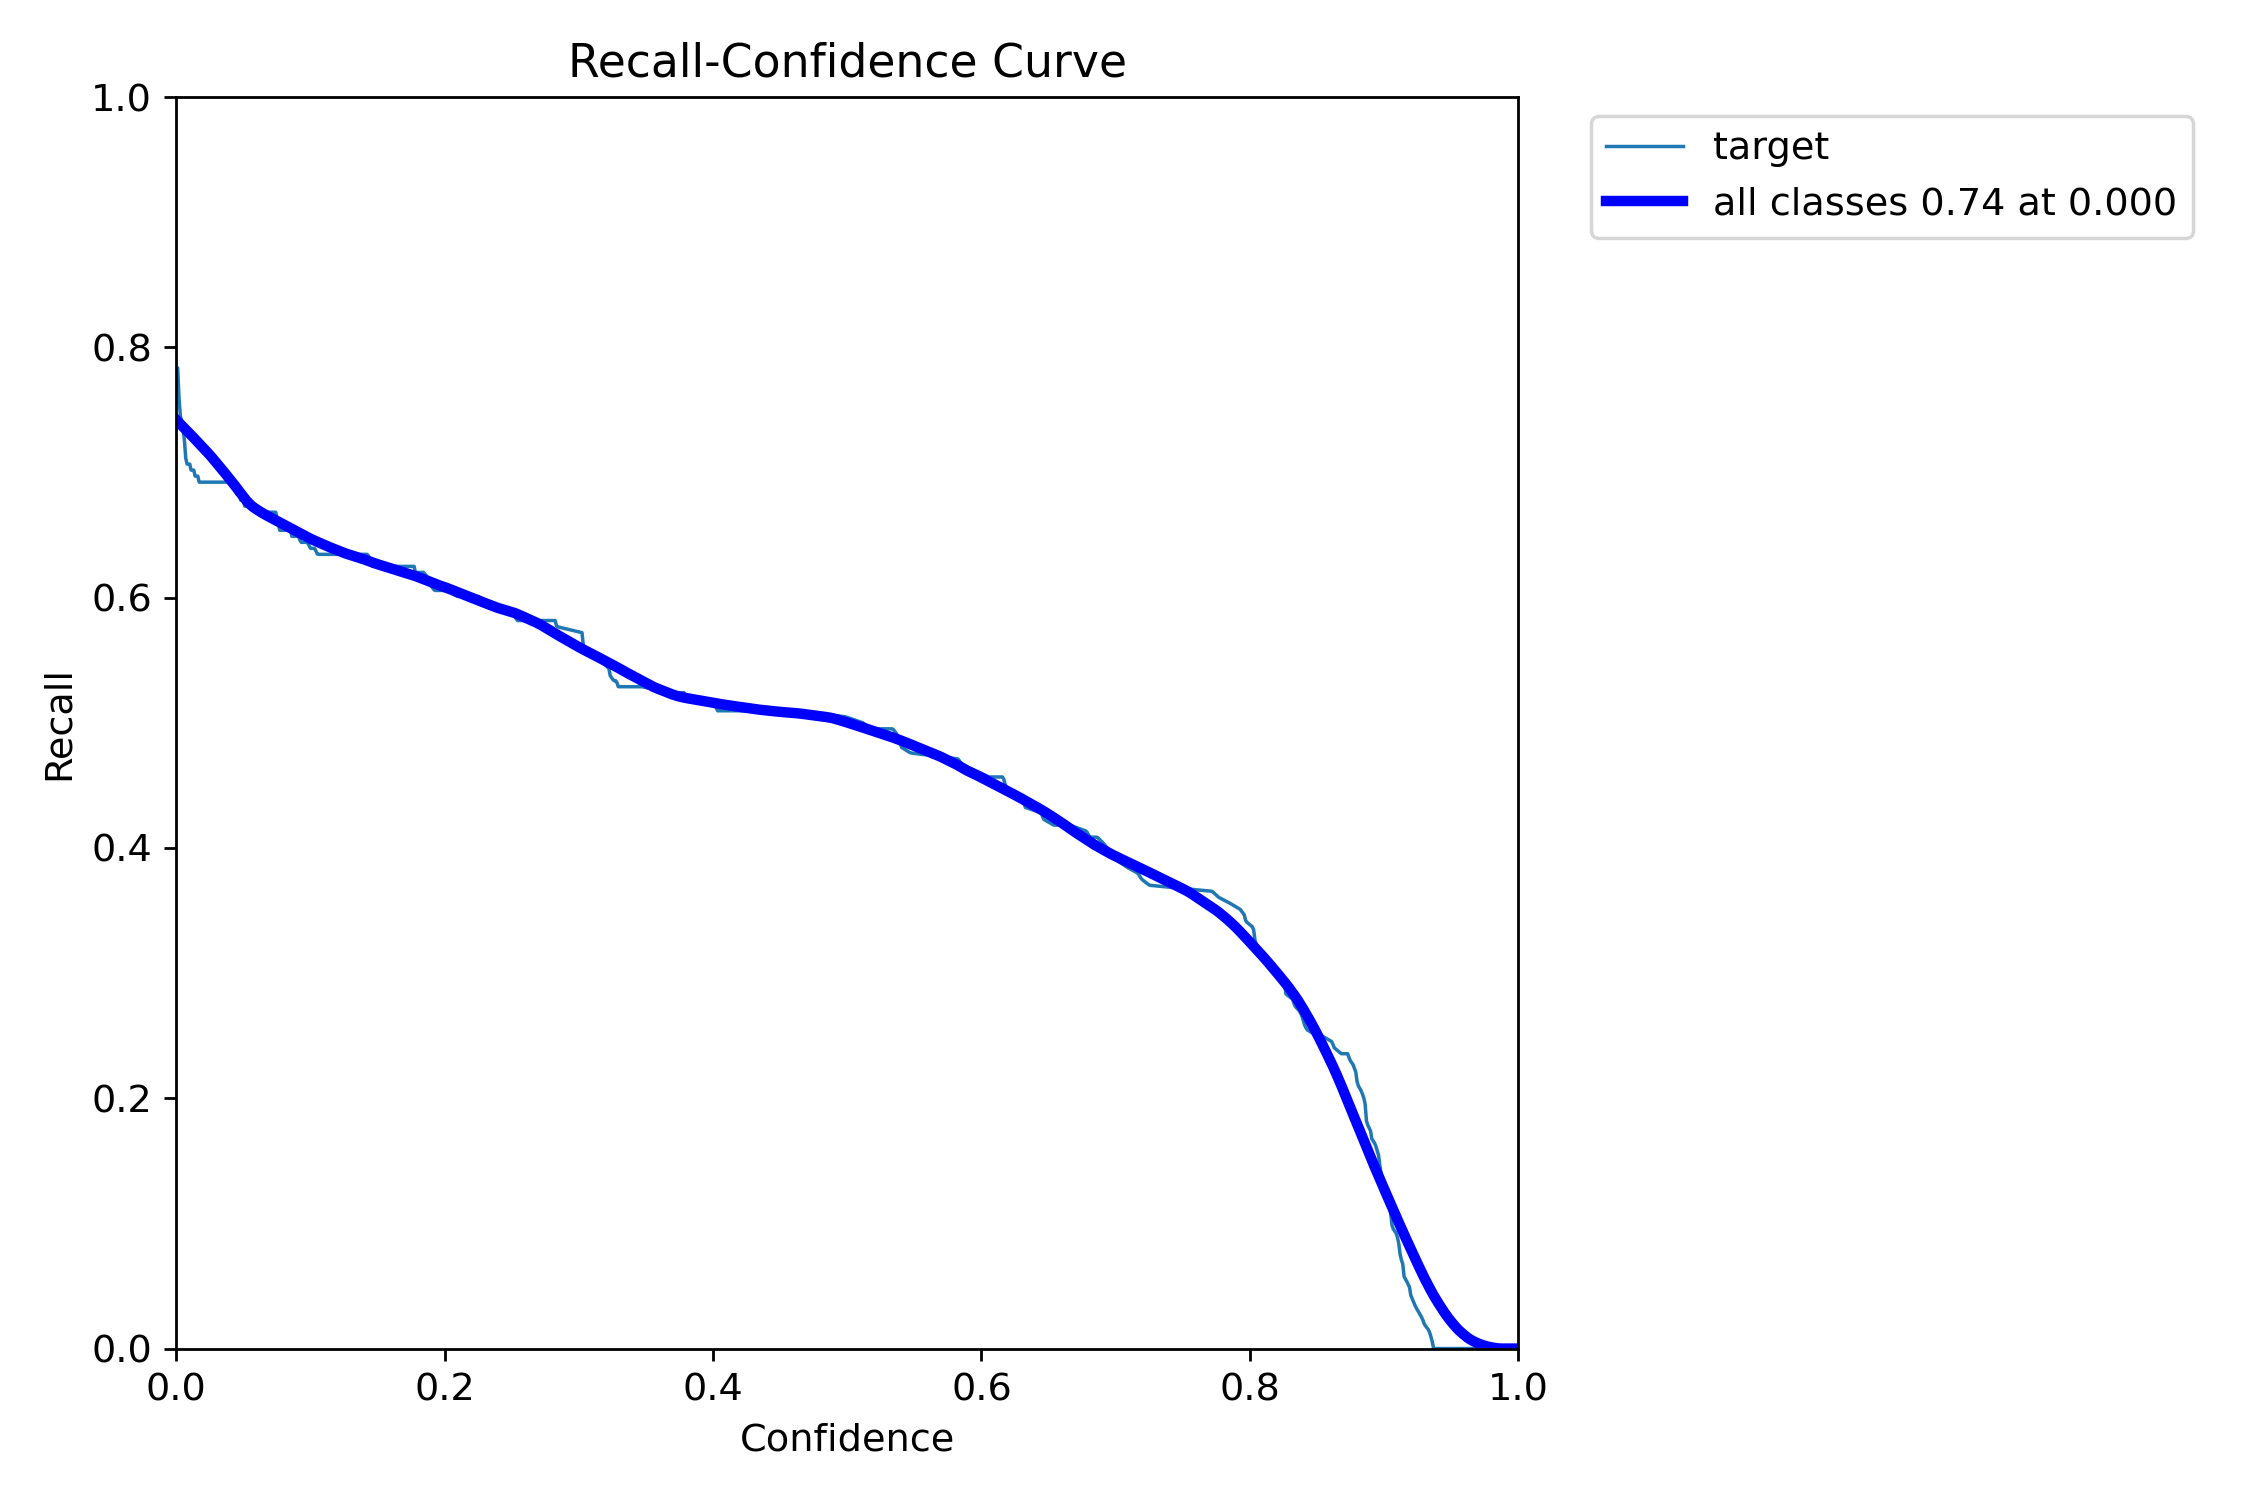 Recall-Confidence Curve
1.0
0.8
0.6
0.4
0.2
0.0
Recall
0.0 0.2 0.4 0.6 0.8 1.0
Confidence
target
all classes 0.74 at 0.000